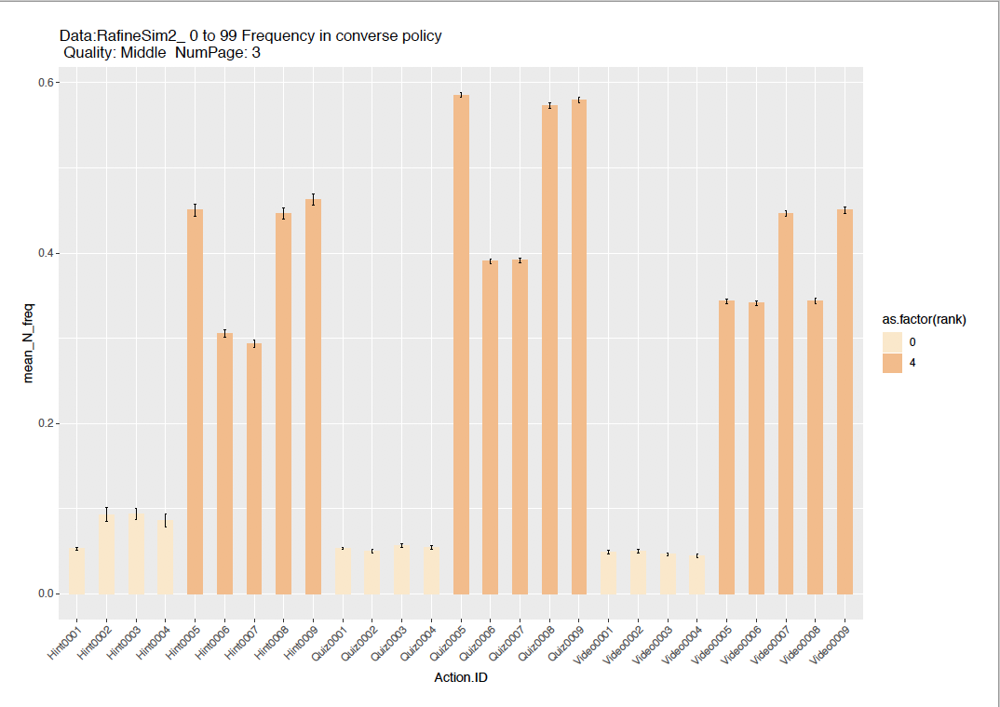 Data:RafineSim2_ 0 to 99 Frequency in converse policy
Quality: Middle  NumPage: 3
0.6
0.4
0.2
0.0
mean_N_freq
Hint0001
Hint0002
Hint0003
Hint0004
Hint0005
Hint0006
Hint0007
Hint0008
Hint0009
Quiz0001
Quiz0002
Quiz0003
Quiz0004
Quiz0005
Quiz0006
Quiz0007
Quiz0008
Quiz0009
Video0001
Video0002
Video0003
Video0004
Video0005
Video0006
Video0007
Video0008
Video0009
Action.ID
as.factor(rank)
0
4